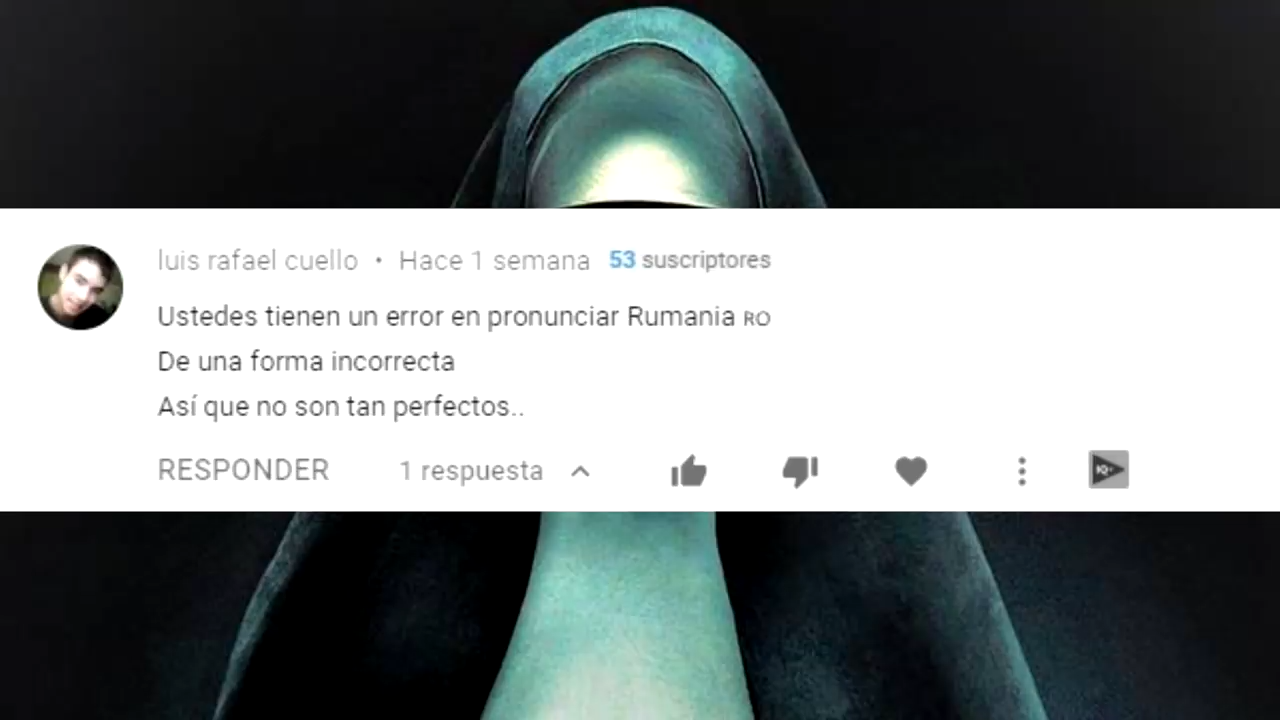 luis rafael cuello • Hace 1 semana 53 suscriptores
Ustedes tienen un error en pronunciar Rumania RO
De una forma incorrecta
Así que no son tan perfectos..
RESPONDER 1 respuesta